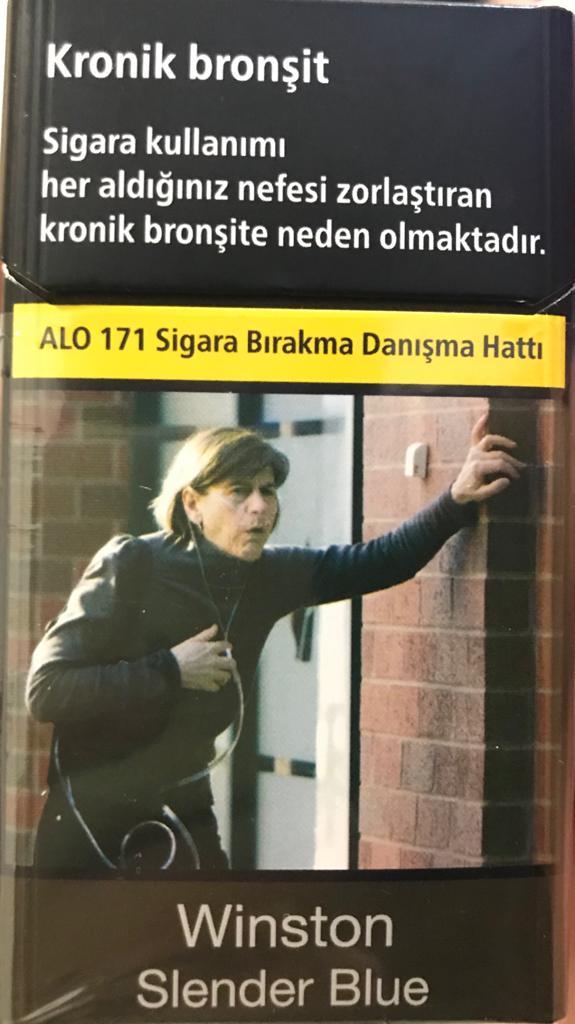 Kronik bronşit
Sigara kullanımı
her aldığınız nefesi zorlaştıran
kronik bronşite neden olmaktadır.
ALO 171 Sigara Bırakma Danışma Hattı
Winston
Slender Blue